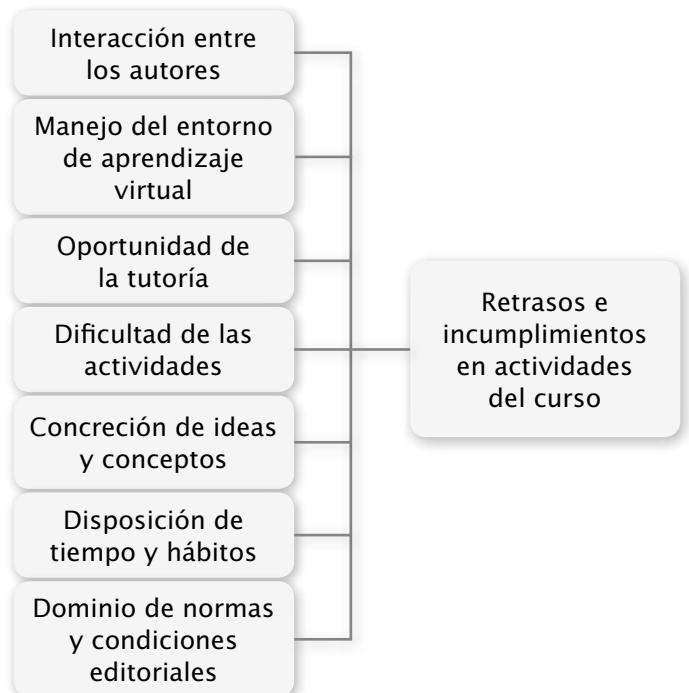 Interacción entre
los autores
Manejo del entorno
de aprendizaje
virtual
Oportunidad de
la tutoría
Dificultad de las
actividades
Concreción de ideas
y conceptos
Disposición de
tiempo y hábitos
Dominio de normas
y condiciones
editoriales
Retrasos e
incumplimientos
en actividades
del curso